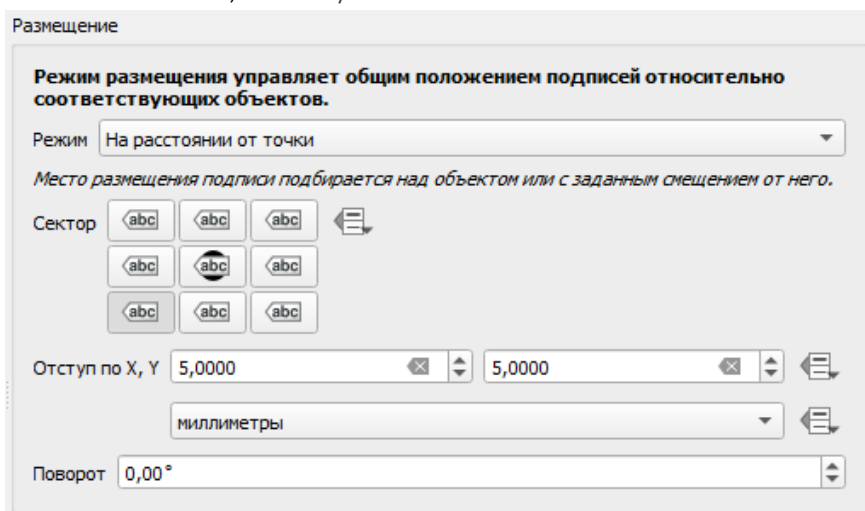 Размещение
Режим размещения управляет общим положением подписей относительно
соответствующих объектов.
Режим На расстоянии от точки
Место размещения подписи подбирается над объектом или с заданным смещением от него.
Сектор abc abc abc
abc abc abc
abc abc abc
Отступ по X, Y 5,0000 5,0000
миллиметры
Поворот 0,00°